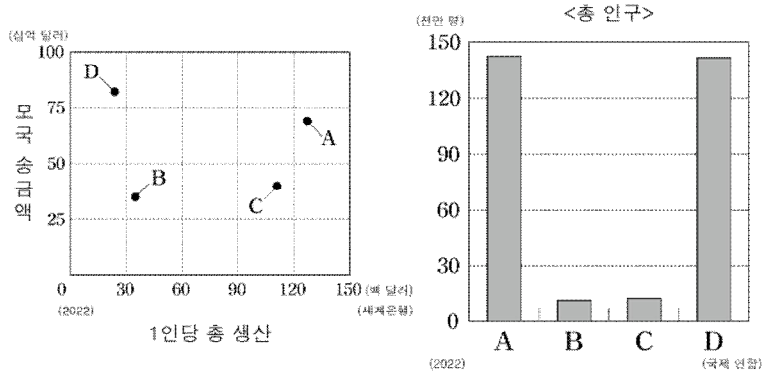 <총 인구>
(십억 달러)
(천만 명)
100
75
50
25
0
모국 송금액
D
A
B
C
30 60 90 120 150 (백 달러)
(2022)
(세계은행)
1인당 총 생산
150
120
90
60
30
0
A B C D
(2022)
(국제 연합)